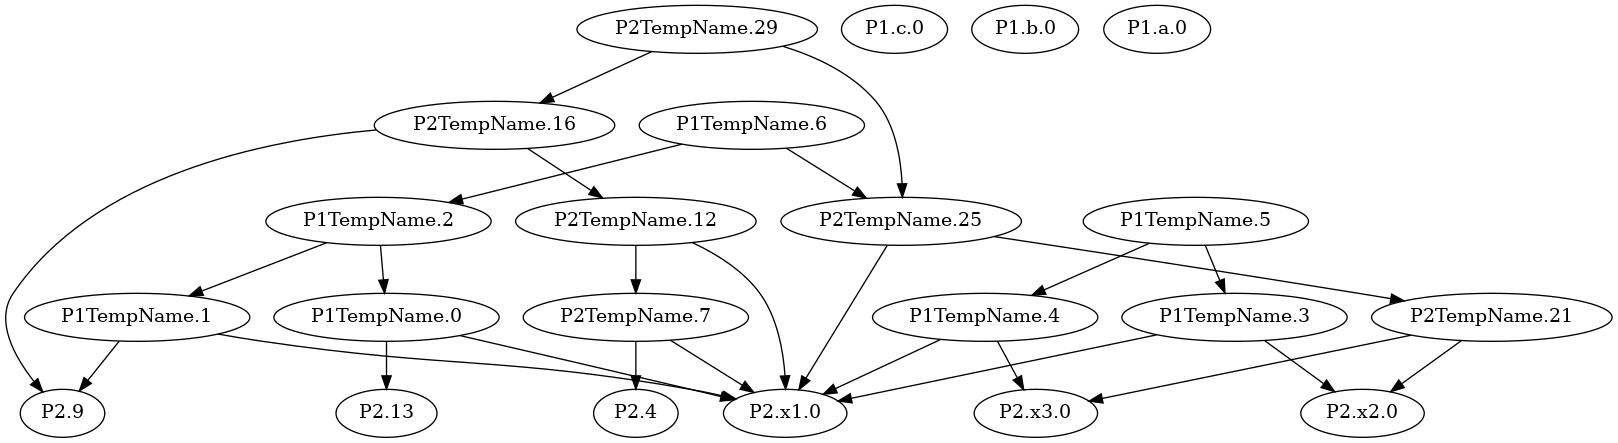 P2TempName.29
P1.c.0
P1.b.0
P1.a.0
P2TempName.16
P1TempName.6
P1TempName.2
P2TempName.12
P2TempName.25
P1TempName.5
P1TempName.1
P1TempName.0
P2TempName.7
P1TempName.4
P1TempName.3
P2TempName.21
P2.9
P2.13
P2.4
P2.x1.0
P2.x3.0
P2.x2.0